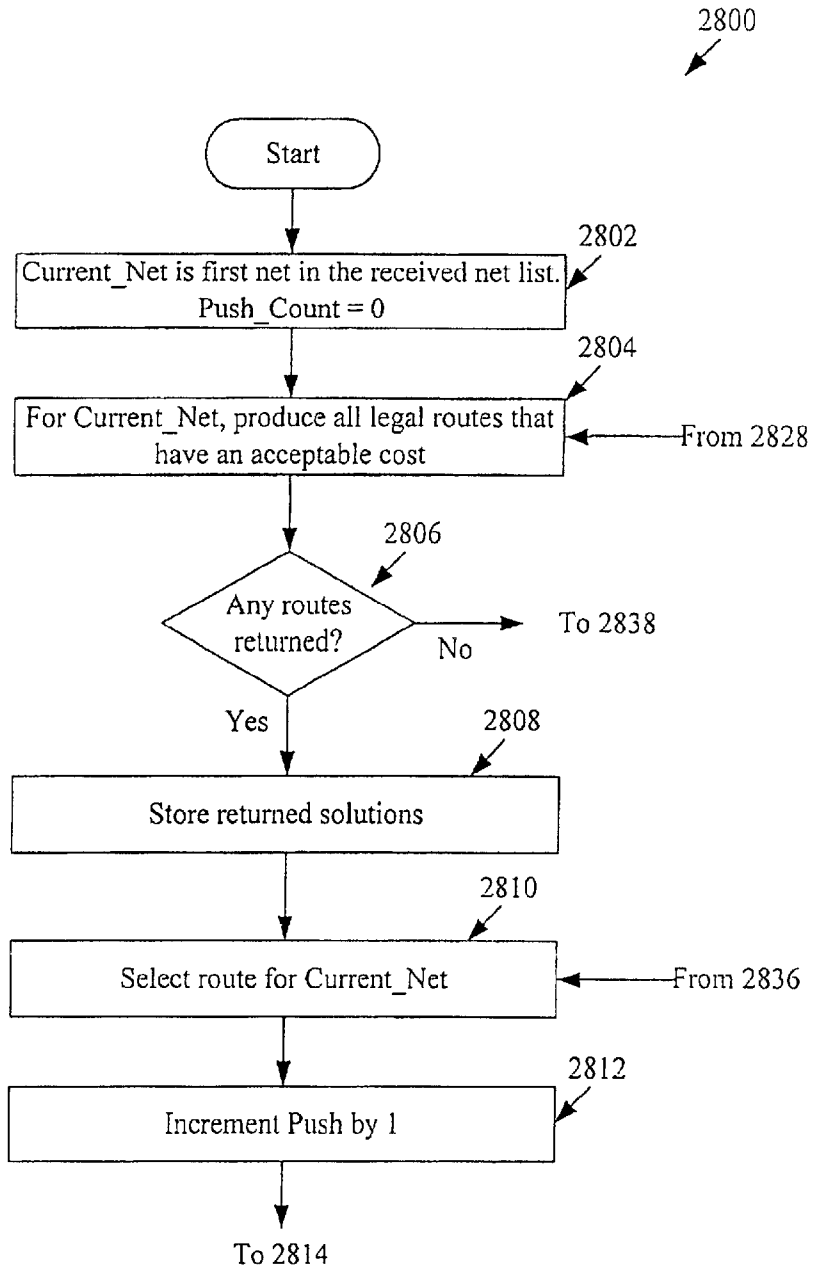 2800
Start
2802
Current_Net is first net in the received net list.
Push_Count = 0
2804
For Current_Net, produce all legal routes that
have an acceptable cost
From 2828
2806
Any routes
returned?
No
To 2838
Yes
2808
Store returned solutions
2810
Select route for Current_Net
From 2836
2812
Increment Push by 1
To 2814